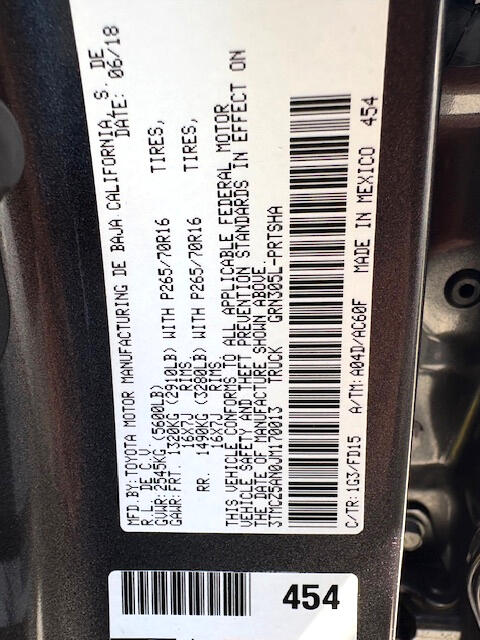 MFD.BY:TOYOTA MOTOR MANUFACTURING DE BAJA CALIFORNIA, S. DE
R.L. DE C.V. DATE: 06/18
GVWR:2545KG (5600LB)
GAWR:FRT. 1320KG (2910LB) WITH P265/70R16 TIRES,
16X7J RIMS
RR. 1490KG (3280LB) WITH P265/70R16 TIRES,
16X7J RIMS
THIS VEHICLE CONFORMS TO ALL APPLICABLE FEDERAL MOTOR
VEHICLE SAFETY AND THEFT PREVENTION STANDARDS IN EFFECT ON
THE DATE OF MANUFACTURE SHOWN ABOVE.
3TMCZ5AN0JM170013 TRUCK GRN305L-PRTSHA
C/TR:1G3/FD15 A/TM:A04D/AC60F MADE IN MEXICO 454
454